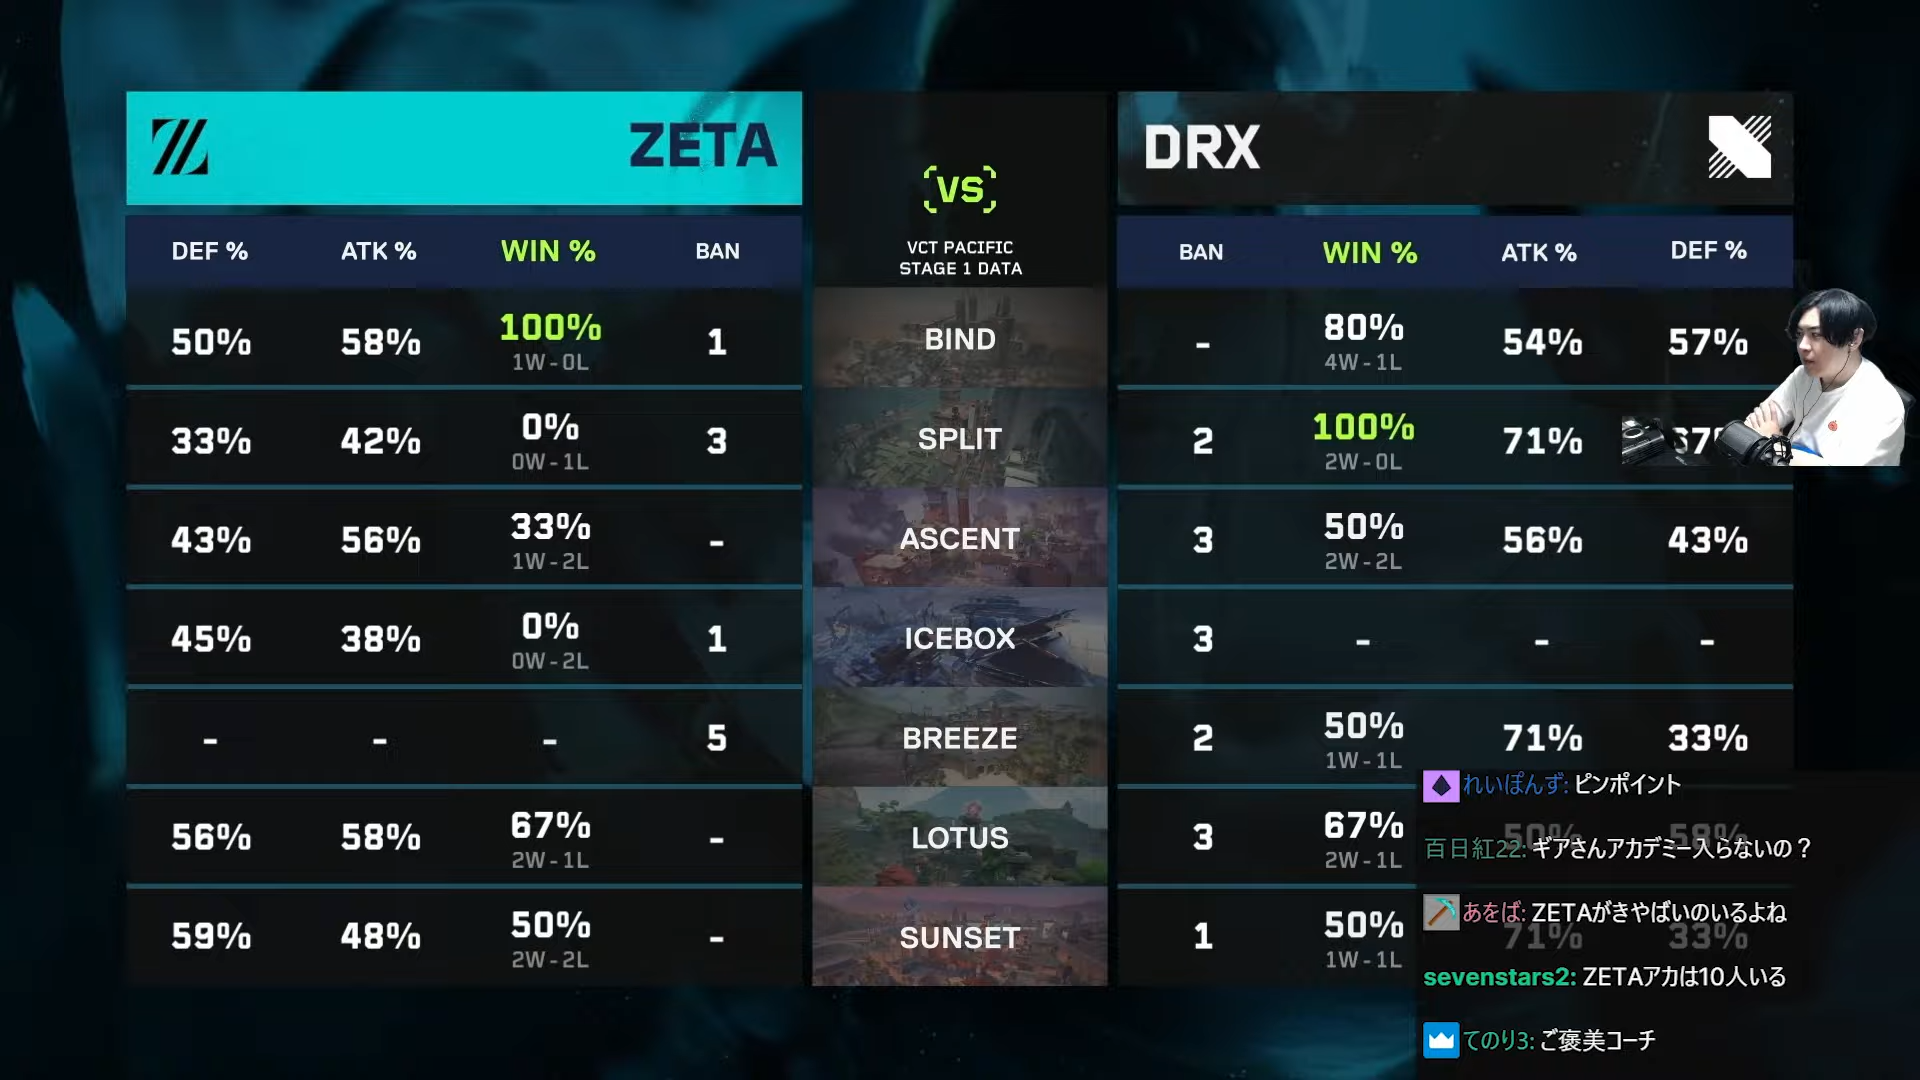 ZETA
VS
VCT PACIFIC
STAGE 1 DATA
DRX
DEF % ATK % WIN % BAN
BAN WIN % ATK % DEF %
50% 58% 100% 1 BIND - 80% 54% 57%
1W - 0L 4W - 1L
33% 42% 0% 3 SPLIT 2 100% 71%
0W - 1L 2W - 0L
43% 56% 33% - ASCENT 3 50% 56% 43%
1W - 2L 2W - 2L
45% 38% 0% 1 ICEBOX 3 - - -
0W - 2L
- - - 5 BREEZE 2 50% 71% 33%
1W - 1L
56% 58% 67% - LOTUS 3 67% 50% 58%
2W - 1L 2W - 1L
59% 48% 50% - SUNSET 1 50% 71% 33%
2W - 2L 1W - 1L
れいぽんず: ピンポイント
百日紅22: ギアさんアカデミー入らないの？
あをば: ZETAがきやばいのいるよね
sevenstars2: ZETAアカは10人いる
てのり3: ご褒美コーチ